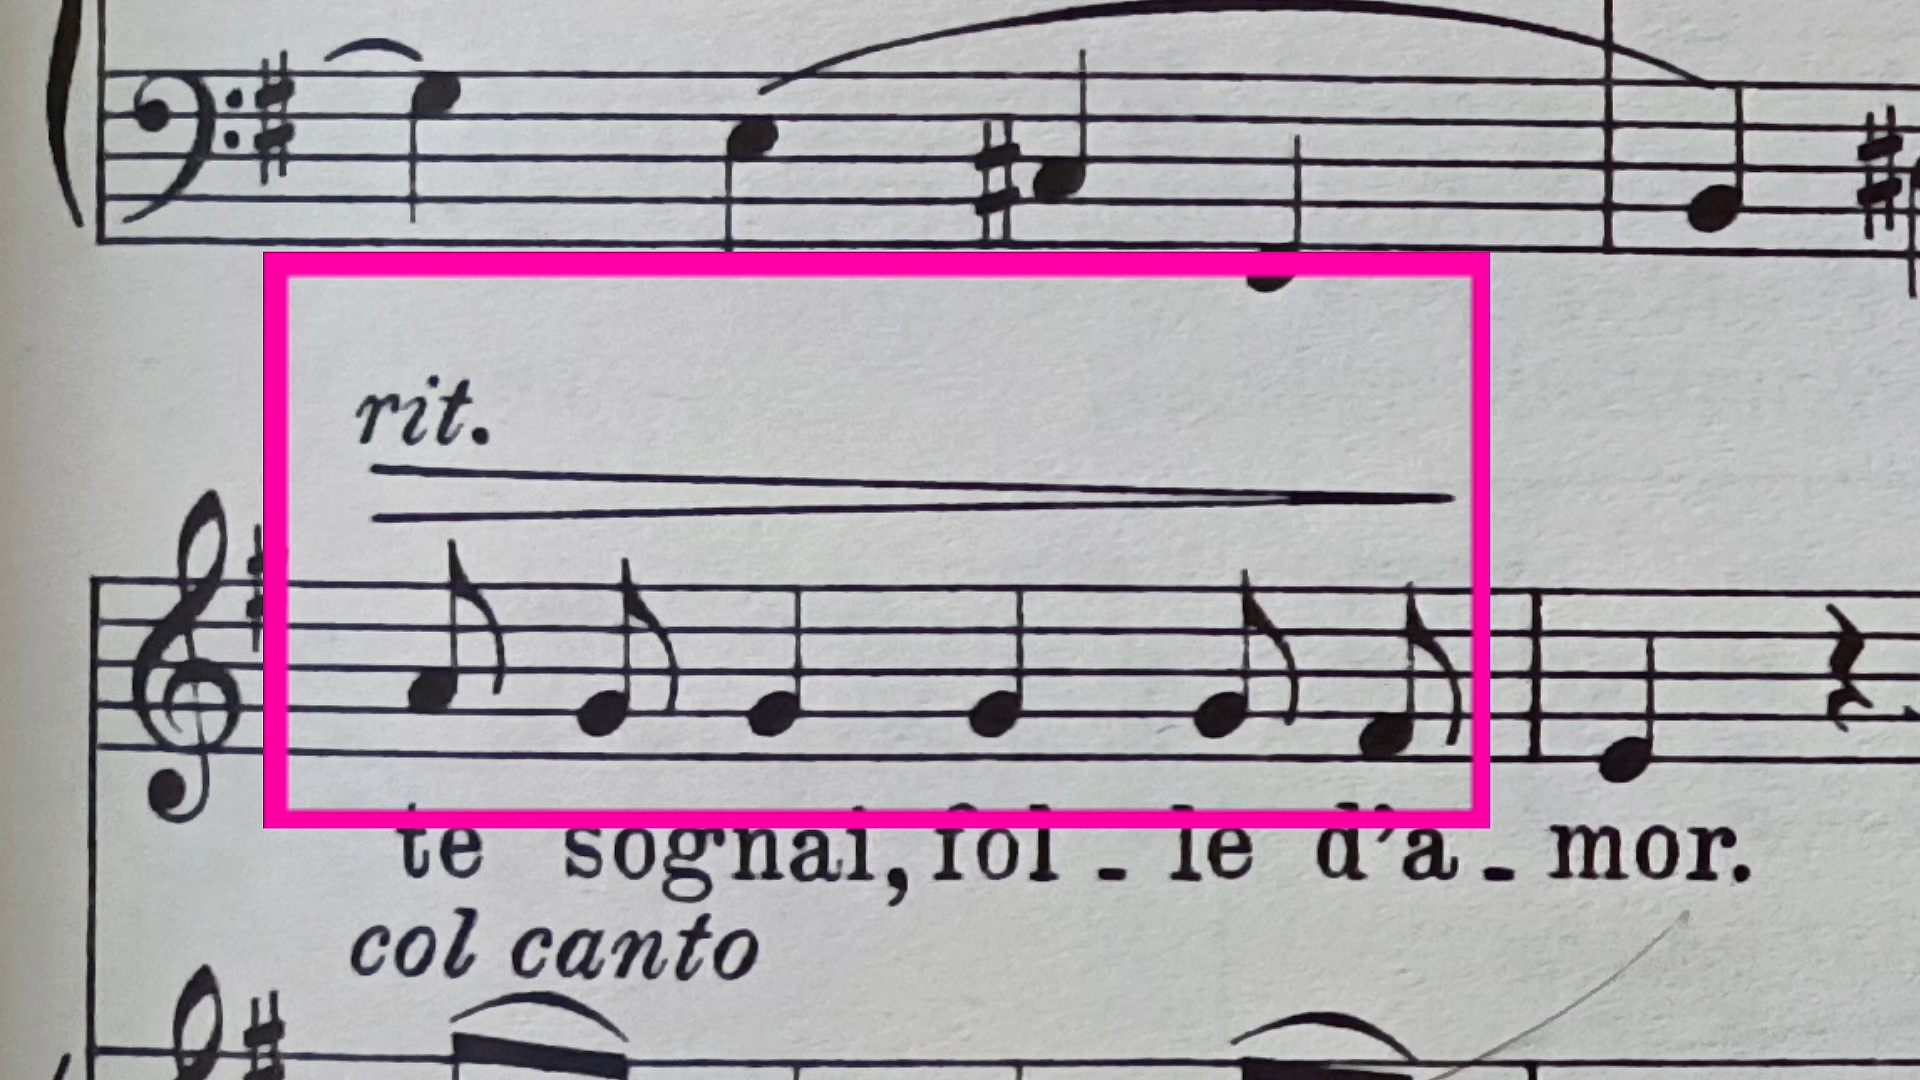 rit.
te sognai, fol - le d'a - mor.
col canto